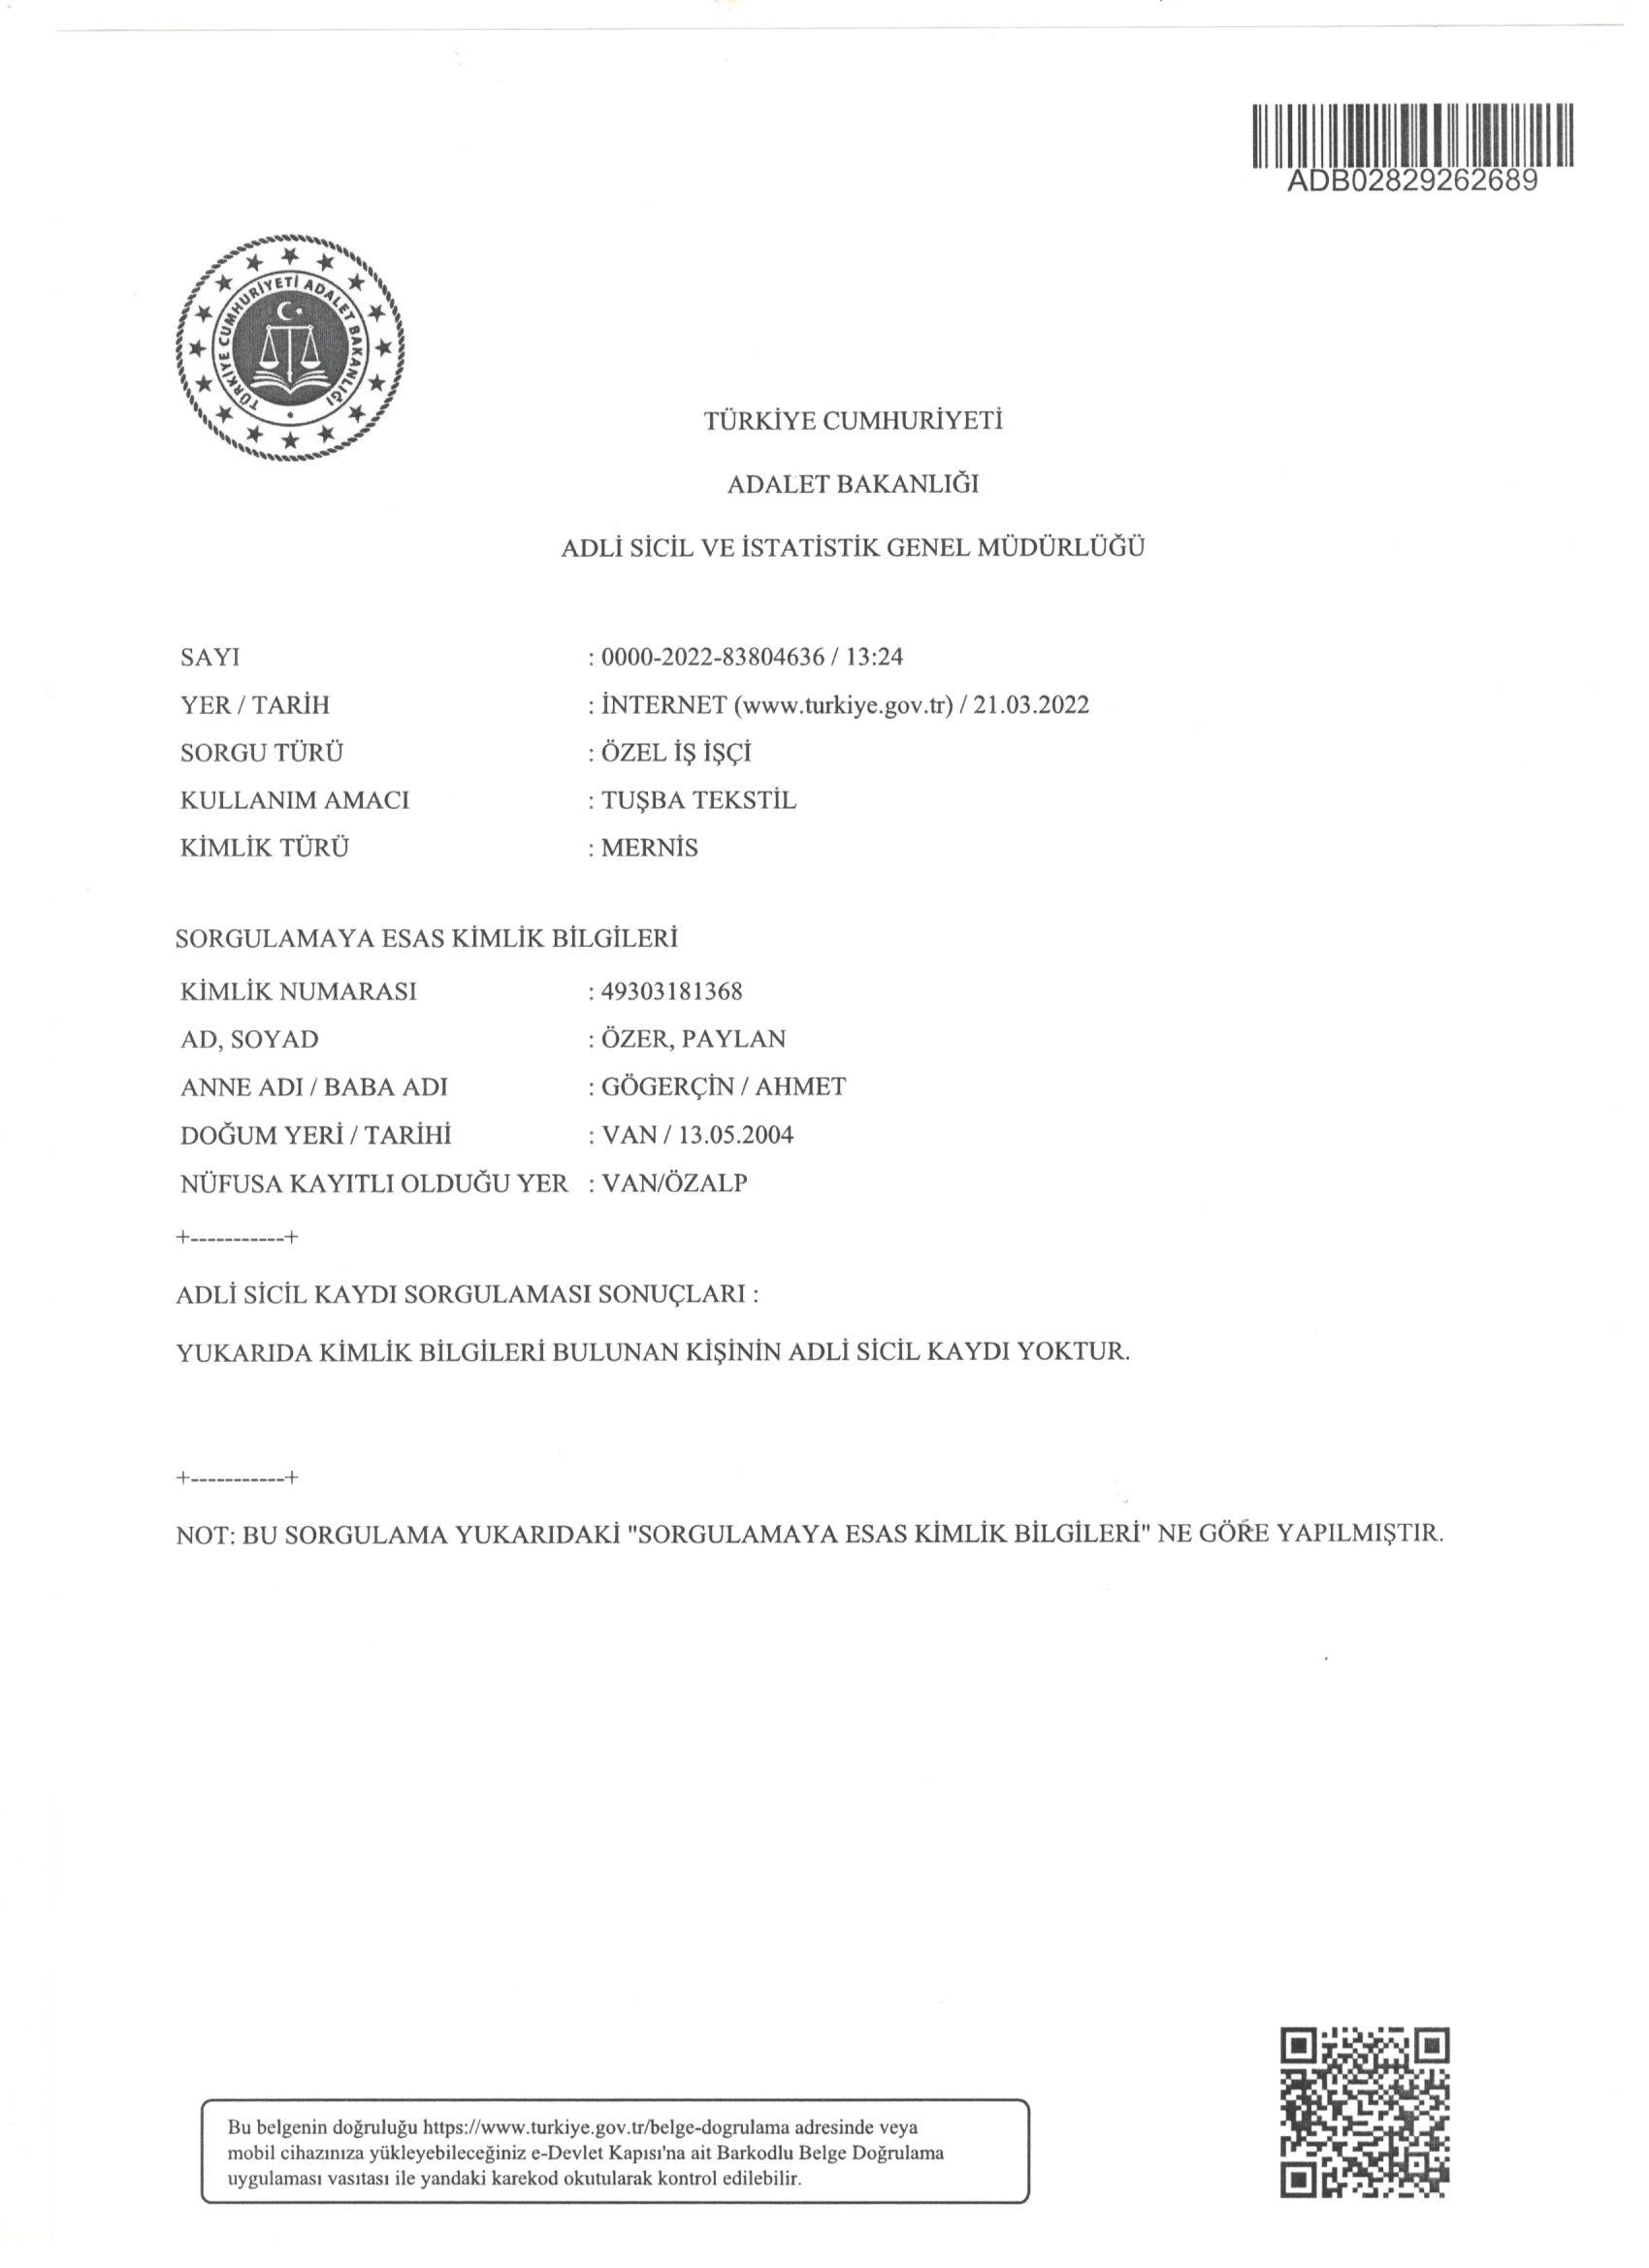 ADB02829262689
TÜRKİYE CUMHURİYETİ ADALET BAKANLIĞI
TÜRKİYE CUMHURİYETİ
ADALET BAKANLIĞI
ADLİ SİCİL VE İSTATİSTİK GENEL MÜDÜRLÜĞÜ
SAYI : 0000-2022-83804636 / 13:24
YER / TARİH : İNTERNET (www.turkiye.gov.tr) / 21.03.2022
SORGU TÜRÜ : ÖZEL İŞ İŞÇİ
KULLANIM AMACI : TUŞBA TEKSTİL
KİMLİK TÜRÜ : MERNİS
SORGULAMAYA ESAS KİMLİK BİLGİLERİ
KİMLİK NUMARASI : 49303181368
AD, SOYAD : ÖZER, PAYLAN
ANNE ADI / BABA ADI : GÖGERÇİN / AHMET
DOĞUM YERİ / TARİHİ : VAN / 13.05.2004
NÜFUSA KAYITLI OLDUĞU YER : VAN/ÖZALP
+-----------+
ADLİ SİCİL KAYDI SORGULAMASI SONUÇLARI :
YUKARIDA KİMLİK BİLGİLERİ BULUNAN KİŞİNİN ADLİ SİCİL KAYDI YOKTUR.
+-----------+
NOT: BU SORGULAMA YUKARIDAKİ "SORGULAMAYA ESAS KİMLİK BİLGİLERİ" NE GÖRE YAPILMIŞTIR.
Bu belgenin doğruluğu https://www.turkiye.gov.tr/belge-dogrulama adresinde veya
mobil cihazınıza yükleyebileceğiniz e-Devlet Kapısı'na ait Barkodlu Belge Doğrulama
uygulaması vasıtası ile yandaki karekod okutularak kontrol edilebilir.